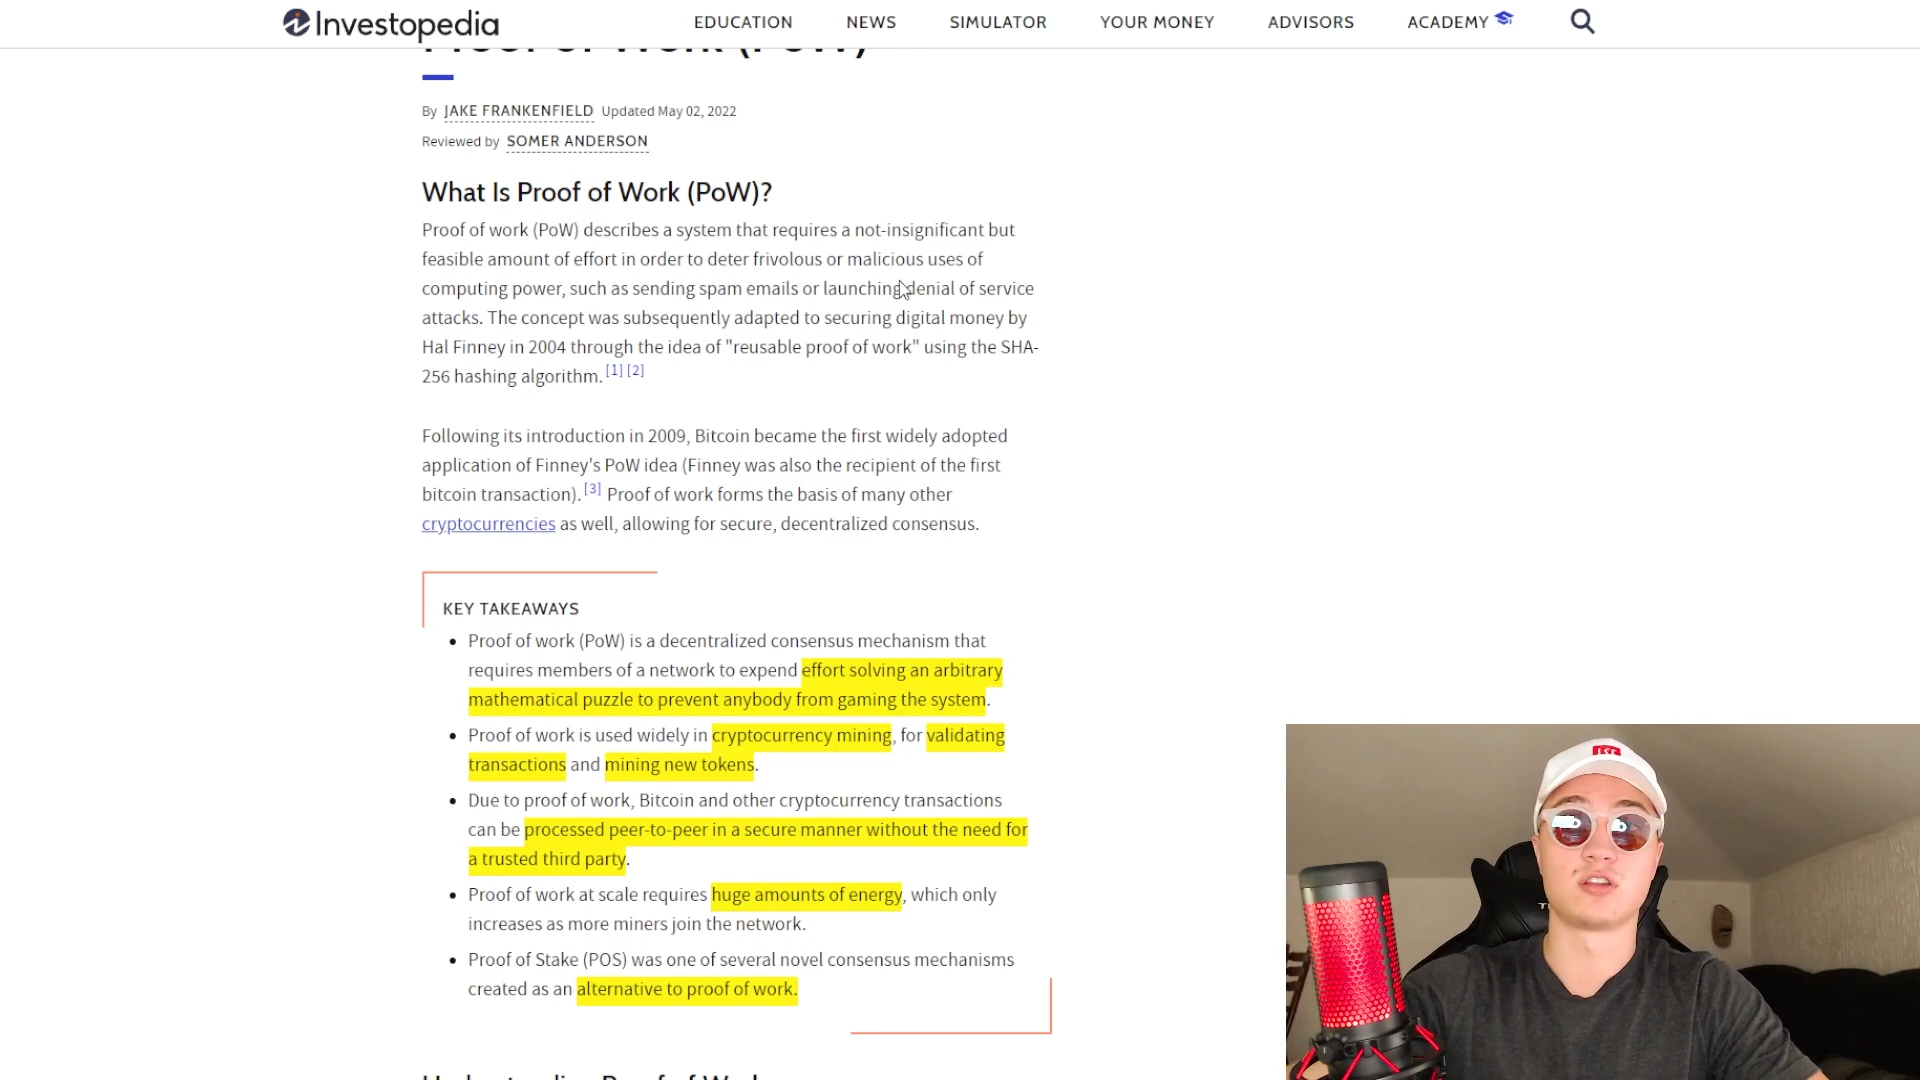 Investopedia
EDUCATION NEWS SIMULATOR YOUR MONEY ADVISORS ACADEMY
Proof of Work (PoW)
By JAKE FRANKENFIELD Updated May 02, 2022
Reviewed by SOMER ANDERSON
What Is Proof of Work (PoW)?
Proof of work (PoW) describes a system that requires a not-insignificant but
feasible amount of effort in order to deter frivolous or malicious uses of
computing power, such as sending spam emails or launching denial of service
attacks. The concept was subsequently adapted to securing digital money by
Hal Finney in 2004 through the idea of "reusable proof of work" using the SHA-
256 hashing algorithm. [1] [2]
Following its introduction in 2009, Bitcoin became the first widely adopted
application of Finney's PoW idea (Finney was also the recipient of the first
bitcoin transaction). [3] Proof of work forms the basis of many other
cryptocurrencies as well, allowing for secure, decentralized consensus.
KEY TAKEAWAYS
• Proof of work (PoW) is a decentralized consensus mechanism that
requires members of a network to expend effort solving an arbitrary
mathematical puzzle to prevent anybody from gaming the system.
• Proof of work is used widely in cryptocurrency mining, for validating
transactions and mining new tokens.
• Due to proof of work, Bitcoin and other cryptocurrency transactions
can be processed peer-to-peer in a secure manner without the need for
a trusted third party.
• Proof of work at scale requires huge amounts of energy, which only
increases as more miners join the network.
• Proof of Stake (POS) was one of several novel consensus mechanisms
created as an alternative to proof of work.
Understanding Proof of Work